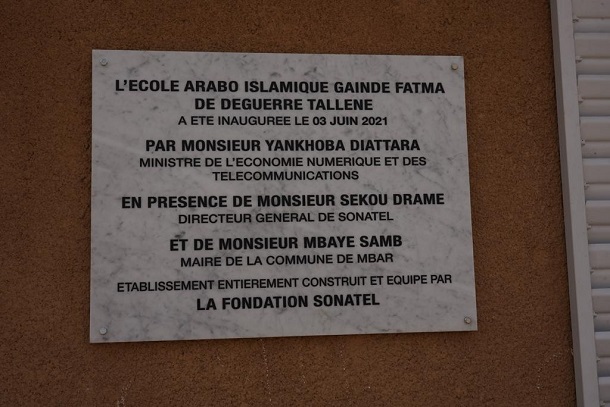 L'ECOLE ARABO ISLAMIQUE GAINDE FATMA
DE DEGUERRE TALLENE
A ETE INAUGUREE LE 03 JUIN 2021
PAR MONSIEUR YANKHOBA DIATTARA
MINISTRE DE L'ECONOMIE NUMERIQUE ET DES
TELECOMMUNICATIONS
EN PRESENCE DE MONSIEUR SEKOU DRAME
DIRECTEUR GENERAL DE SONATEL
ET DE MONSIEUR MBAYE SAMB
MAIRE DE LA COMMUNE DE MBAR
ETABLISSEMENT ENTIEREMENT CONSTRUIT ET EQUIPE PAR
LA FONDATION SONATEL